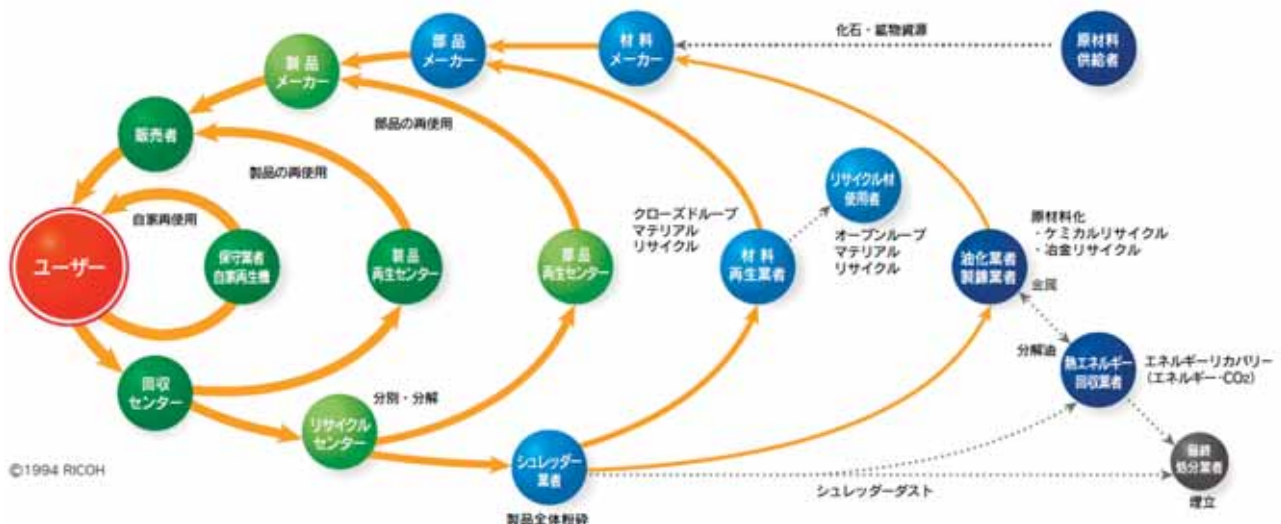 化石・鉱物資源
原材料
供給者
材料
メーカー
部品
メーカー
製品
メーカー
部品の再使用
販売者
製品の再使用
自家再使用
ユーザー
保守業者
自家再生機
製品
再生センター
部品
再生センター
クローズドループ
マテリアル
リサイクル
材料
再生業者
リサイクル材
使用者
オープンループ
マテリアル
リサイクル
油化業者
製錬業者
原材料化
・ケミカルリサイクル
・冶金リサイクル
金属
分解油
熱エネルギー
回収業者
エネルギーリカバリー
(エネルギー・CO2)
回収
センター
分別・分解
リサイクル
センター
シュレッダー
業者
製品全体粉砕
シュレッダーダスト
最終
処分業者
埋立
©1994 RICOH